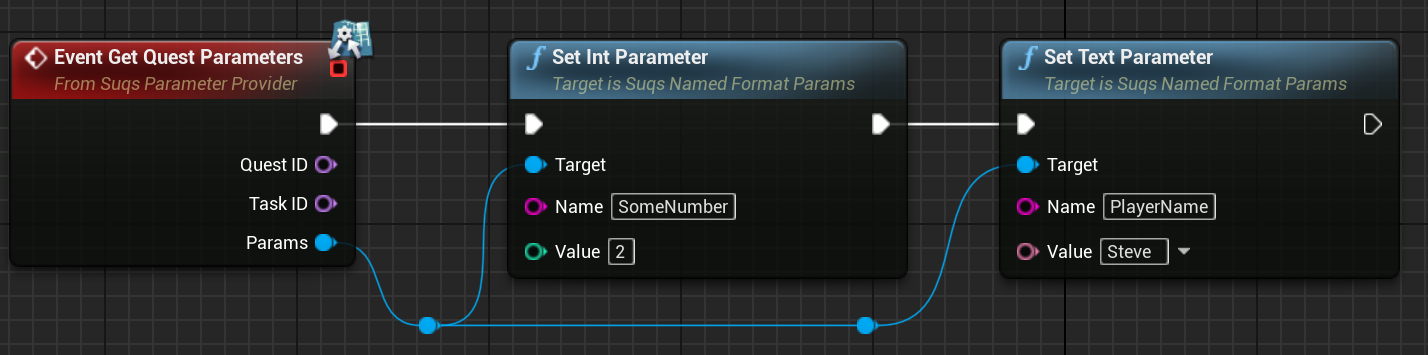 Event Get Quest Parameters
From Suqs Parameter Provider
Quest ID
Task ID
Params
f Set Int Parameter
Target is Suqs Named Format Params
Target
Name SomeNumber
Value 2
f Set Text Parameter
Target is Suqs Named Format Params
Target
Name PlayerName
Value Steve